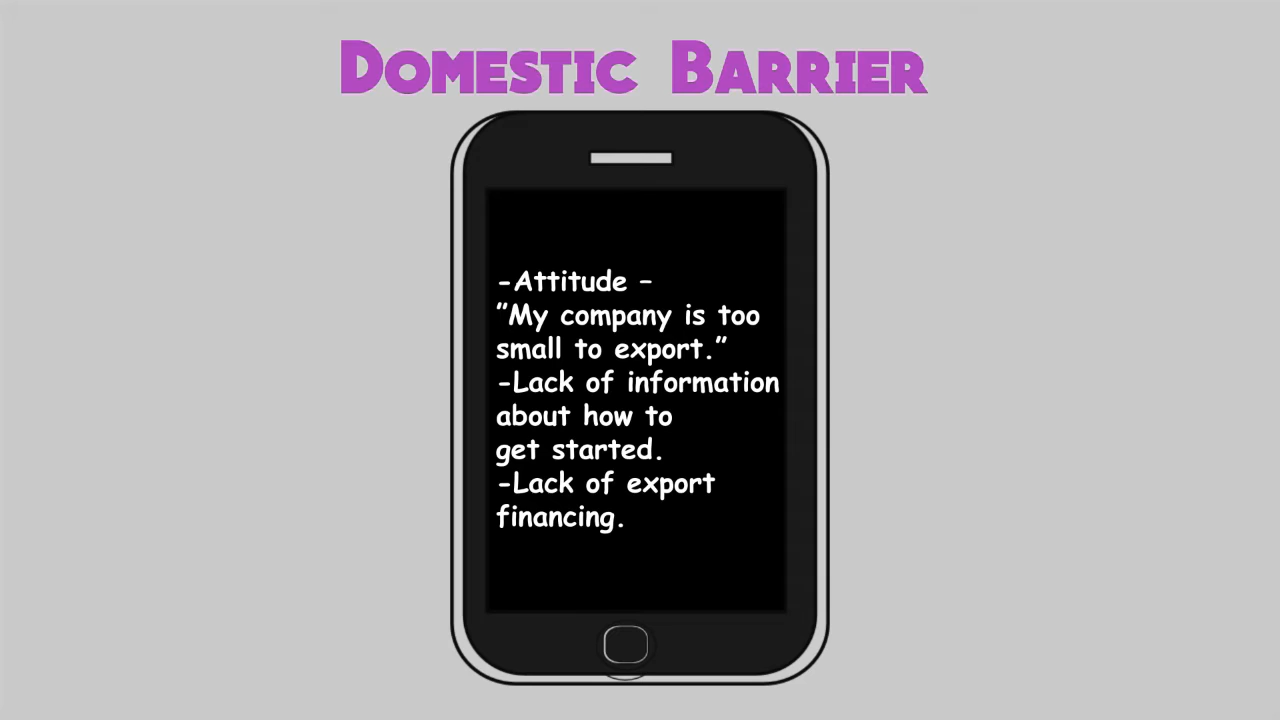 Domestic Barrier
-Attitude –
”My company is too
small to export.”
-Lack of information
about how to
get started.
-Lack of export
financing.